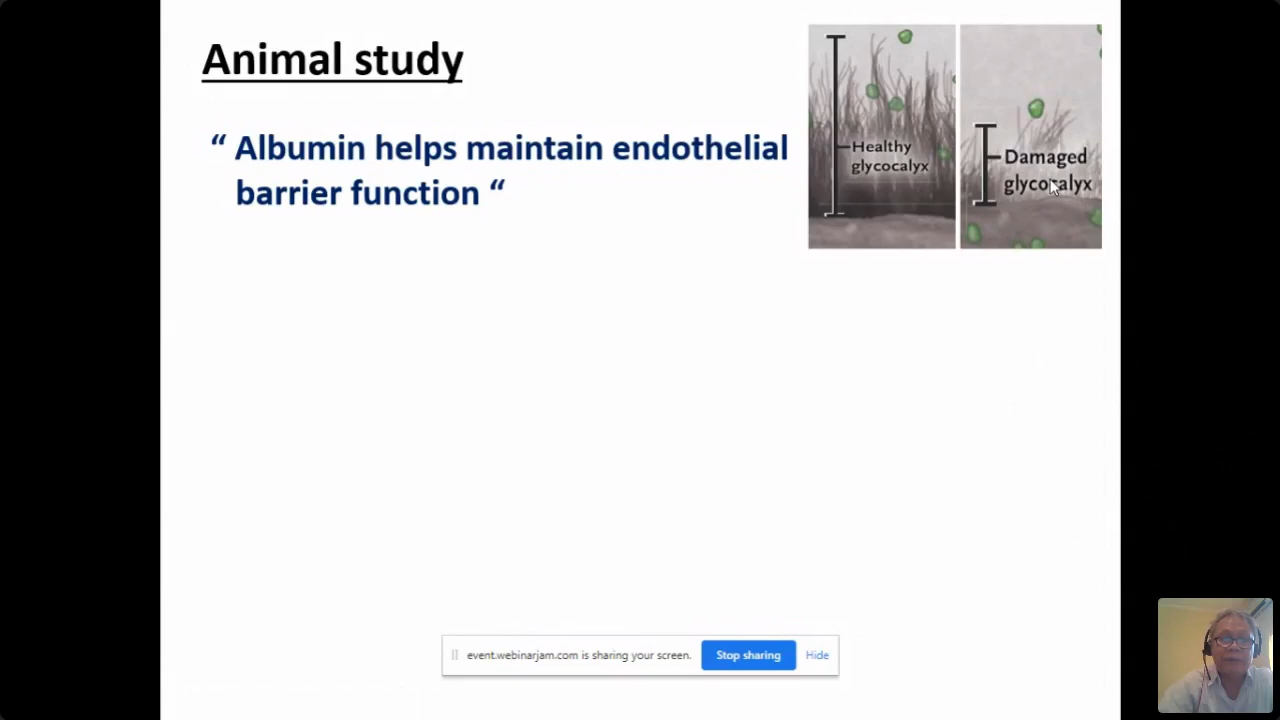 Animal study
“ Albumin helps maintain endothelial
barrier function “
Healthy
glycocalyx
Damaged
glycocalyx
event.webinarjam.com is sharing your screen.
Stop sharing
Hide